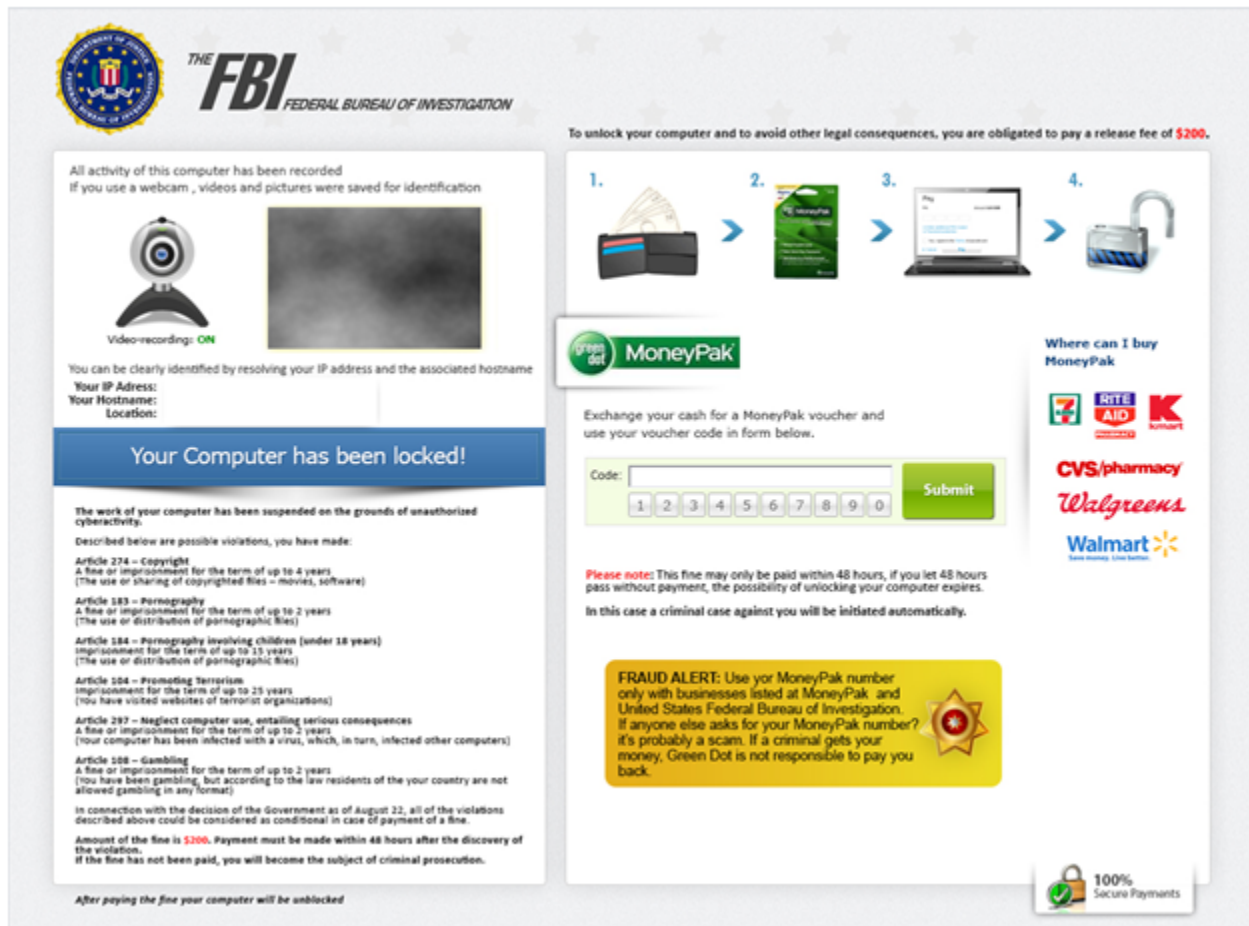 DEPARTMENT OF JUSTICE
FEDERAL BUREAU OF INVESTIGATION
THE
FBI
FEDERAL BUREAU OF INVESTIGATION
To unlock your computer and to avoid other legal consequences, you are obligated to pay a release fee of $200.
All activity of this computer has been recorded
If you use a webcam , videos and pictures were saved for identification
Video-recording: ON
You can be clearly identified by resolving your IP address and the associated hostname
Your IP Adress:
Your Hostname:
Location:
Your Computer has been locked!
The work of your computer has been suspended on the grounds of unauthorized
cyberactivity.
Described below are possible violations, you have made:
Article 274 – Copyright
A fine or imprisonment for the term of up to 4 years
(The use or sharing of copyrighted files – movies, software)
Article 183 – Pornography
A fine or imprisonment for the term of up to 2 years
(The use or distribution of pornographic files)
Article 184 – Pornography involving children (under 18 years)
Imprisonment for the term of up to 15 years
(The use or distribution of pornographic files)
Article 104 – Promoting Terrorism
Imprisonment for the term of up to 25 years
(You have visited websites of terrorist organizations)
Article 297 – Neglect computer use, entailing serious consequences
A fine or imprisonment for the term of up to 2 years
(Your computer has been infected with a virus, which, in turn, infected other computers)
Article 108 – Gambling
A fine or imprisonment for the term of up to 2 years
(You have been gambling, but according to the law residents of the your country are not
allowed gambling in any format)
In connection with the decision of the Government as of August 22, all of the violations
described above could be considered as conditional in case of payment of a fine.
Amount of the fine is $200. Payment must be made within 48 hours after the discovery of
the violation.
If the fine has not been paid, you will become the subject of criminal prosecution.
After paying the fine your computer will be unblocked
1.
2.
3.
4.
MoneyPak
Pay
green
dot
MoneyPak
Exchange your cash for a MoneyPak voucher and
use your voucher code in form below.
Code:
1 2 3 4 5 6 7 8 9 0
Submit
Where can I buy
MoneyPak
7
RITE
AID
PHARMACY
K
kmart
CVS/pharmacy
Walgreens
Walmart
Save money. Live better.
Please note: This fine may only be paid within 48 hours, if you let 48 hours
pass without payment, the possibility of unlocking your computer expires.
In this case a criminal case against you will be initiated automatically.
FRAUD ALERT: Use yor MoneyPak number
only with businesses listed at MoneyPak and
United States Federal Bureau of Investigation.
If anyone else asks for your MoneyPak number?
it's probably a scam. If a criminal gets your
money, Green Dot is not responsible to pay you
back.
100%
Secure Payments